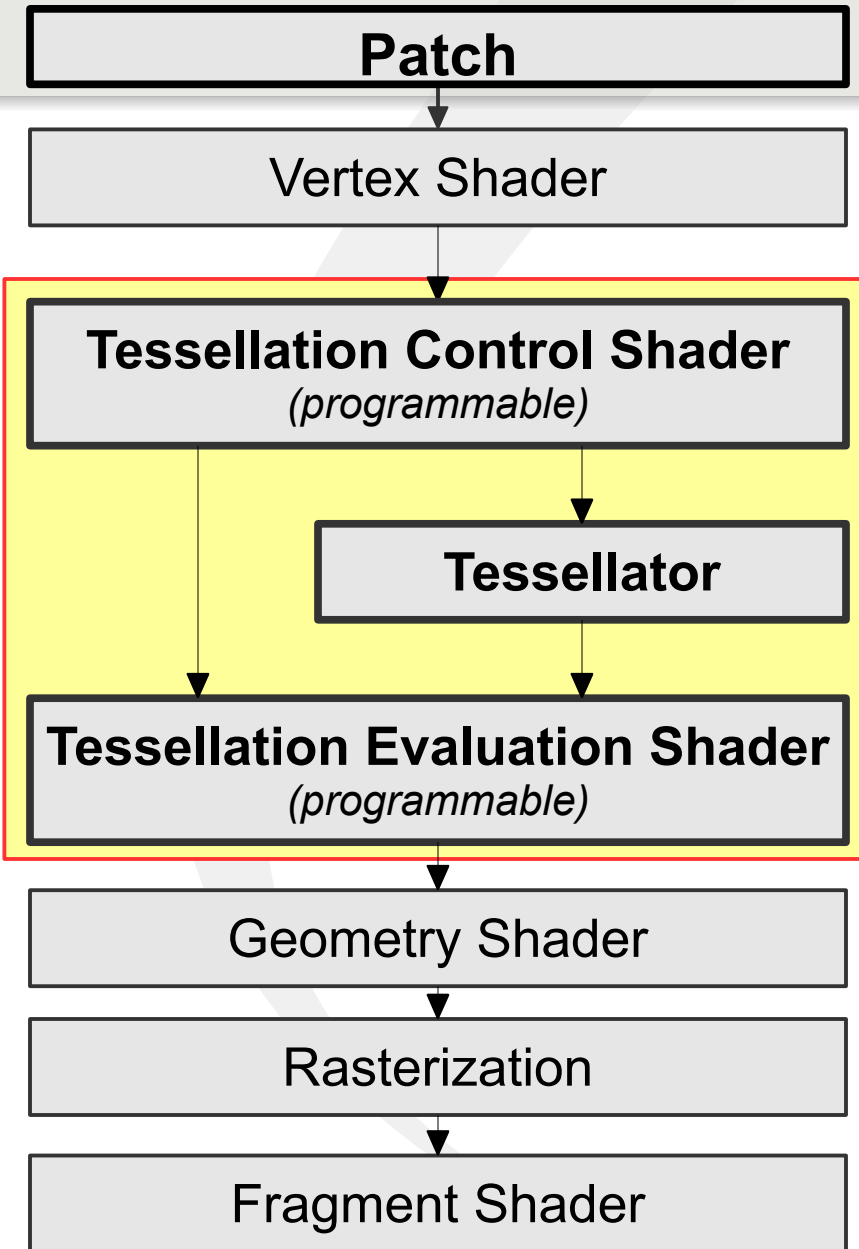 Patch
Vertex Shader
Tessellation Control Shader
(programmable)
Tessellator
Tessellation Evaluation Shader
(programmable)
Geometry Shader
Rasterization
Fragment Shader